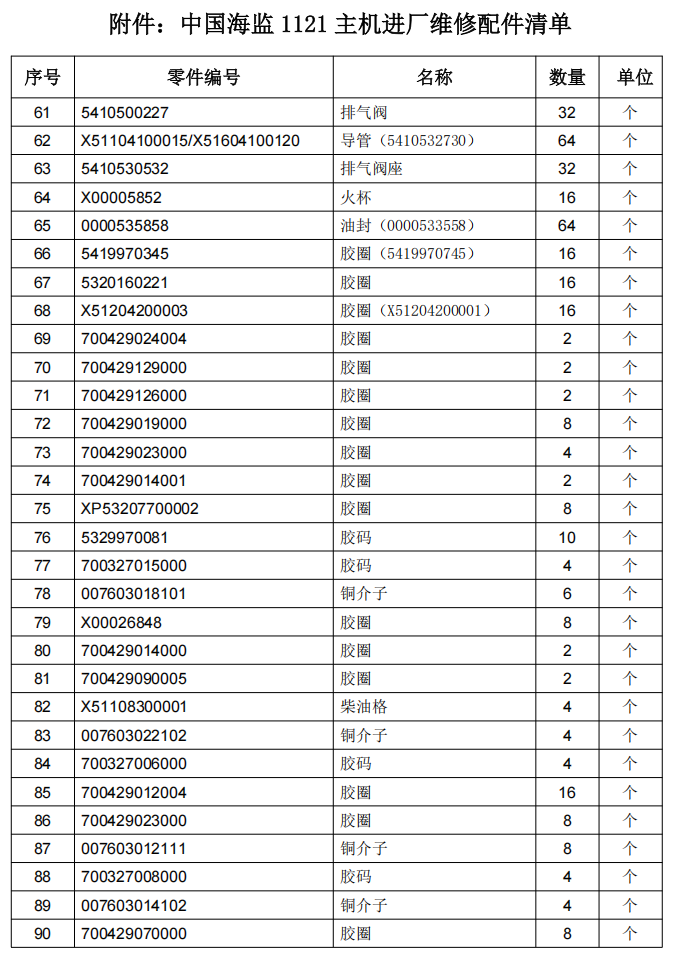 附件：中国海监 1121 主机进厂维修配件清单
序号 零件编号 名称 数量 单位
61 5410500227 排气阀 32 个
62 X51104100015/X51604100120 导管（5410532730） 64 个
63 5410530532 排气阀座 32 个
64 X00005852 火杯 16 个
65 0000535858 油封（0000533558） 64 个
66 5419970345 胶圈（5419970745） 16 个
67 5320160221 胶圈 16 个
68 X51204200003 胶圈（X51204200001） 16 个
69 700429024004 胶圈 2 个
70 700429129000 胶圈 2 个
71 700429126000 胶圈 2 个
72 700429019000 胶圈 8 个
73 700429023000 胶圈 4 个
74 700429014001 胶圈 2 个
75 XP53207700002 胶圈 8 个
76 5329970081 胶码 10 个
77 700327015000 胶码 4 个
78 007603018101 铜介子 6 个
79 X00026848 胶圈 8 个
80 700429014000 胶圈 2 个
81 700429090005 胶圈 2 个
82 X51108300001 柴油格 4 个
83 007603022102 铜介子 4 个
84 700327006000 胶码 4 个
85 700429012004 胶圈 16 个
86 700429023000 胶圈 8 个
87 007603012111 铜介子 8 个
88 700327008000 胶码 4 个
89 007603014102 铜介子 4 个
90 700429070000 胶圈 8 个